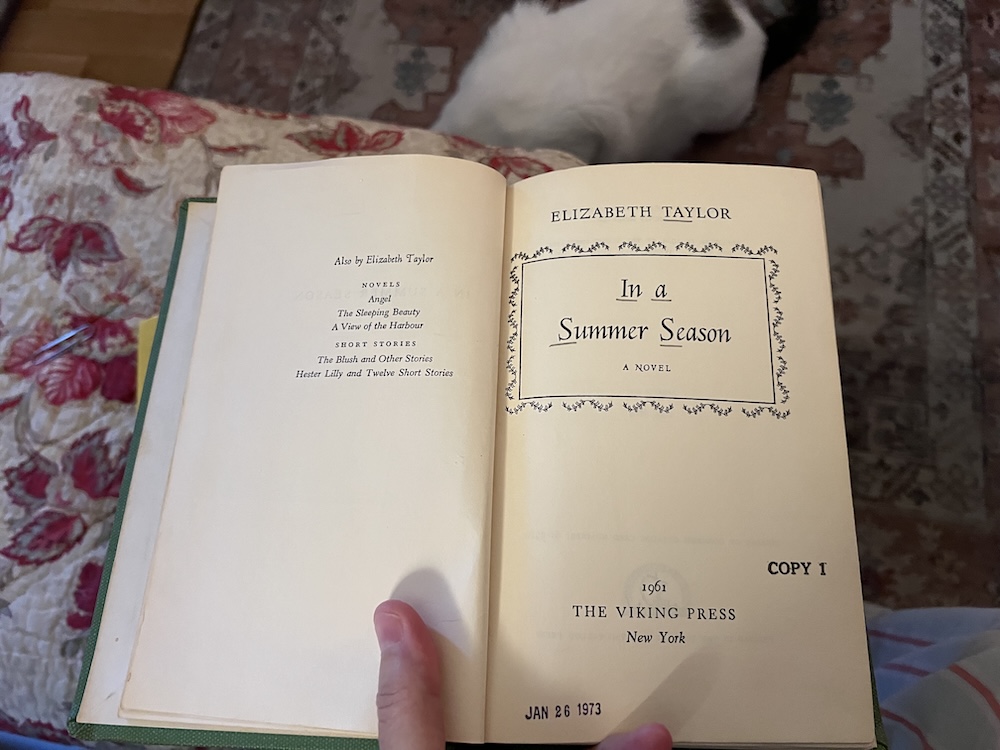 Also by Elizabeth Taylor
NOVELS
Angel
The Sleeping Beauty
A View of the Harbour
SHORT STORIES
The Blush and Other Stories
Hester Lilly and Twelve Short Stories
ELIZABETH TAYLOR
In a
Summer Season
A NOVEL
COPY 1
1961
THE VIKING PRESS
New York
JAN 26 1973